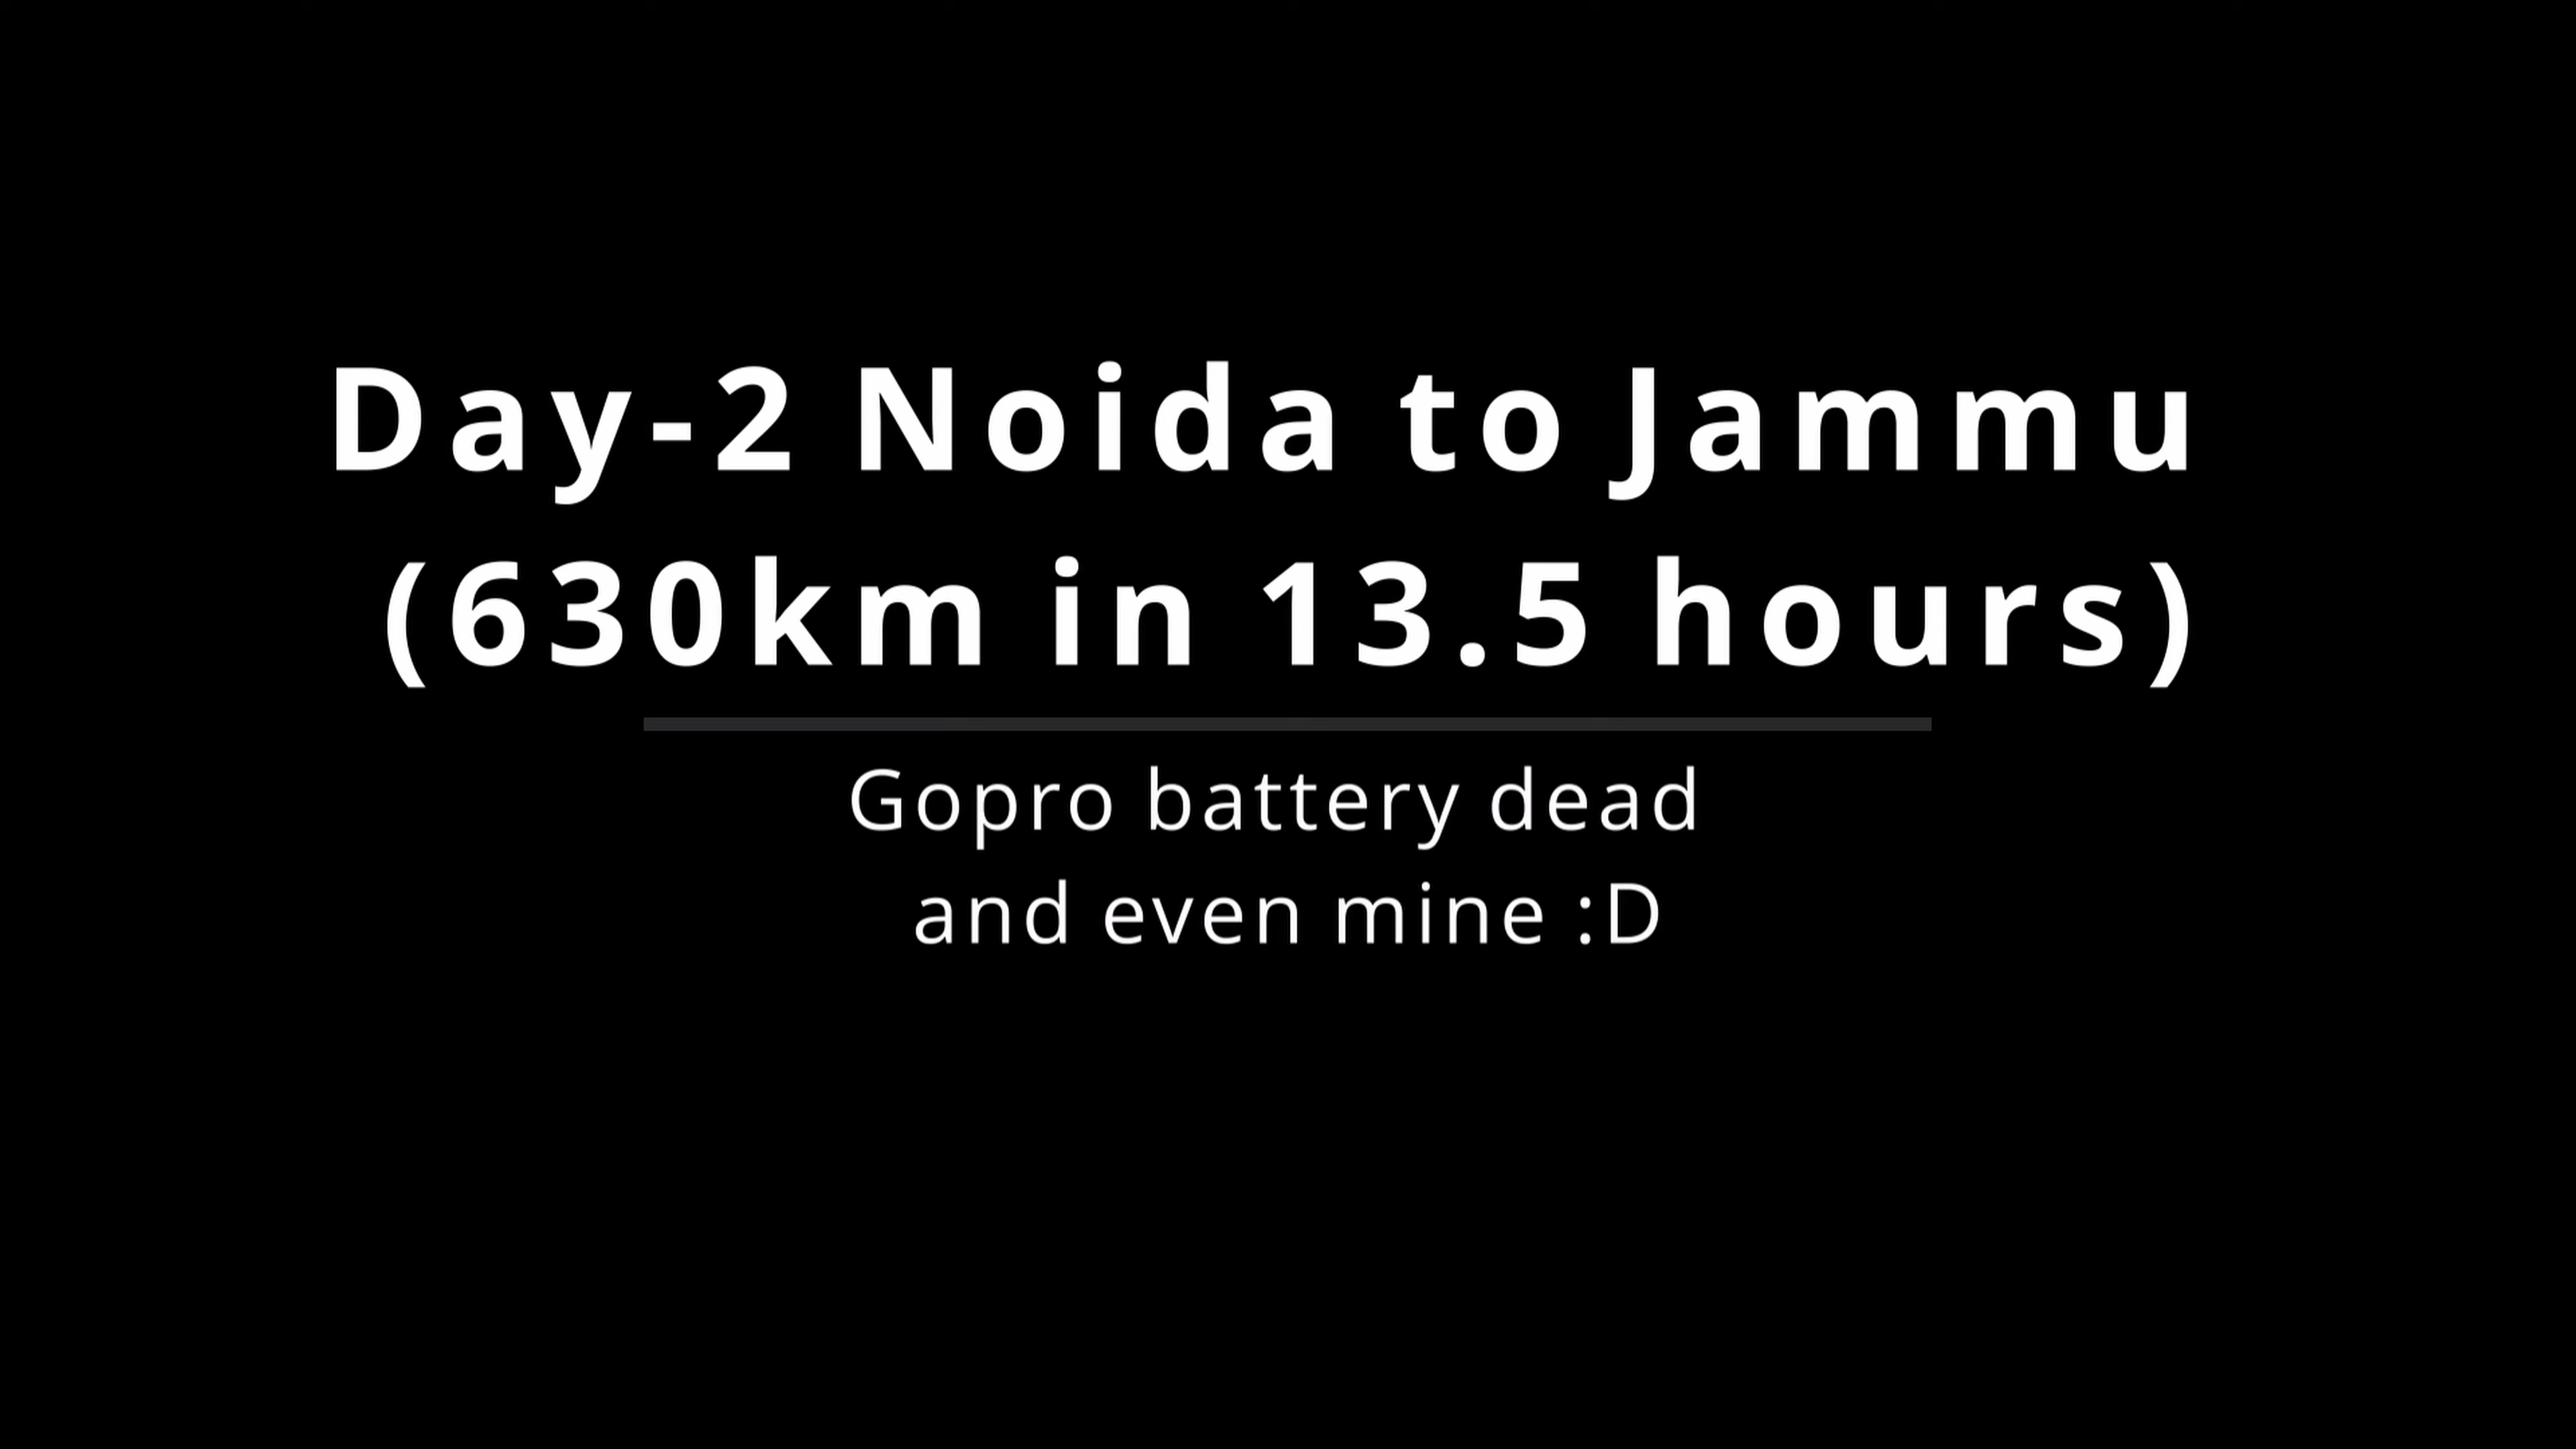 Day-2 Noida to Jammu
(630km in 13.5 hours)
Gopro battery dead
and even mine :D